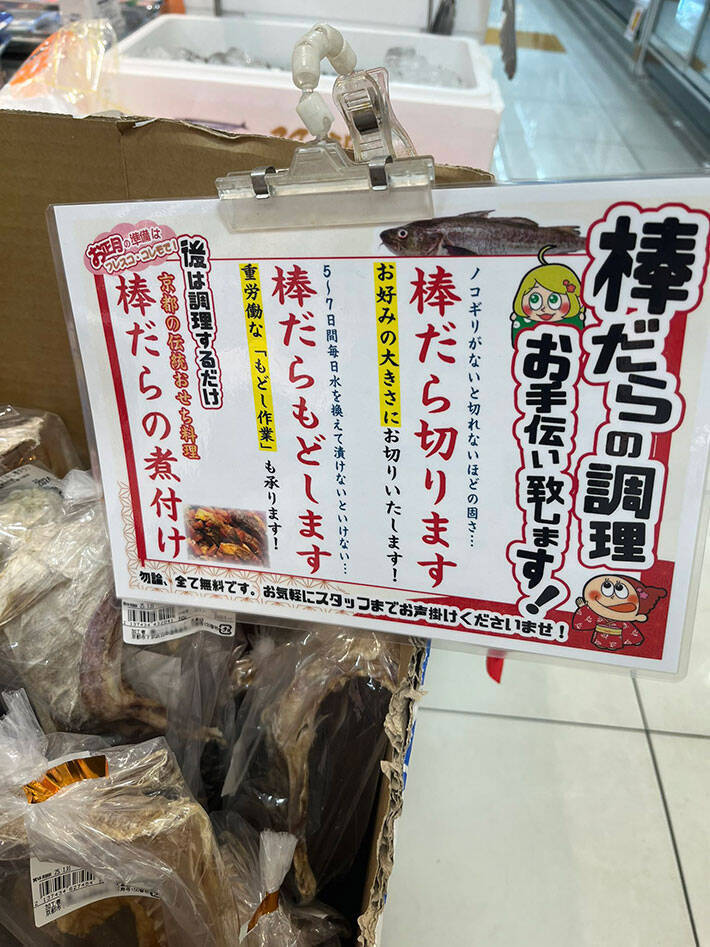 棒だらの調理
お手伝い致します!
ノコギリがないと切れないほどの固さ…
棒だら切ります
お好みの大きさにお切りいたします!
5~7日間毎日水を換えて漬けないといけない…
棒だらもどします
重労働な「もどし作業」も承ります!
お正月の準備は
フレスコ・コレモで!
後は調理するだけ
京都の伝統おせち料理
棒だらの煮付け
勿論、全て無料です。お気軽にスタッフまでお声掛けくださいませ!